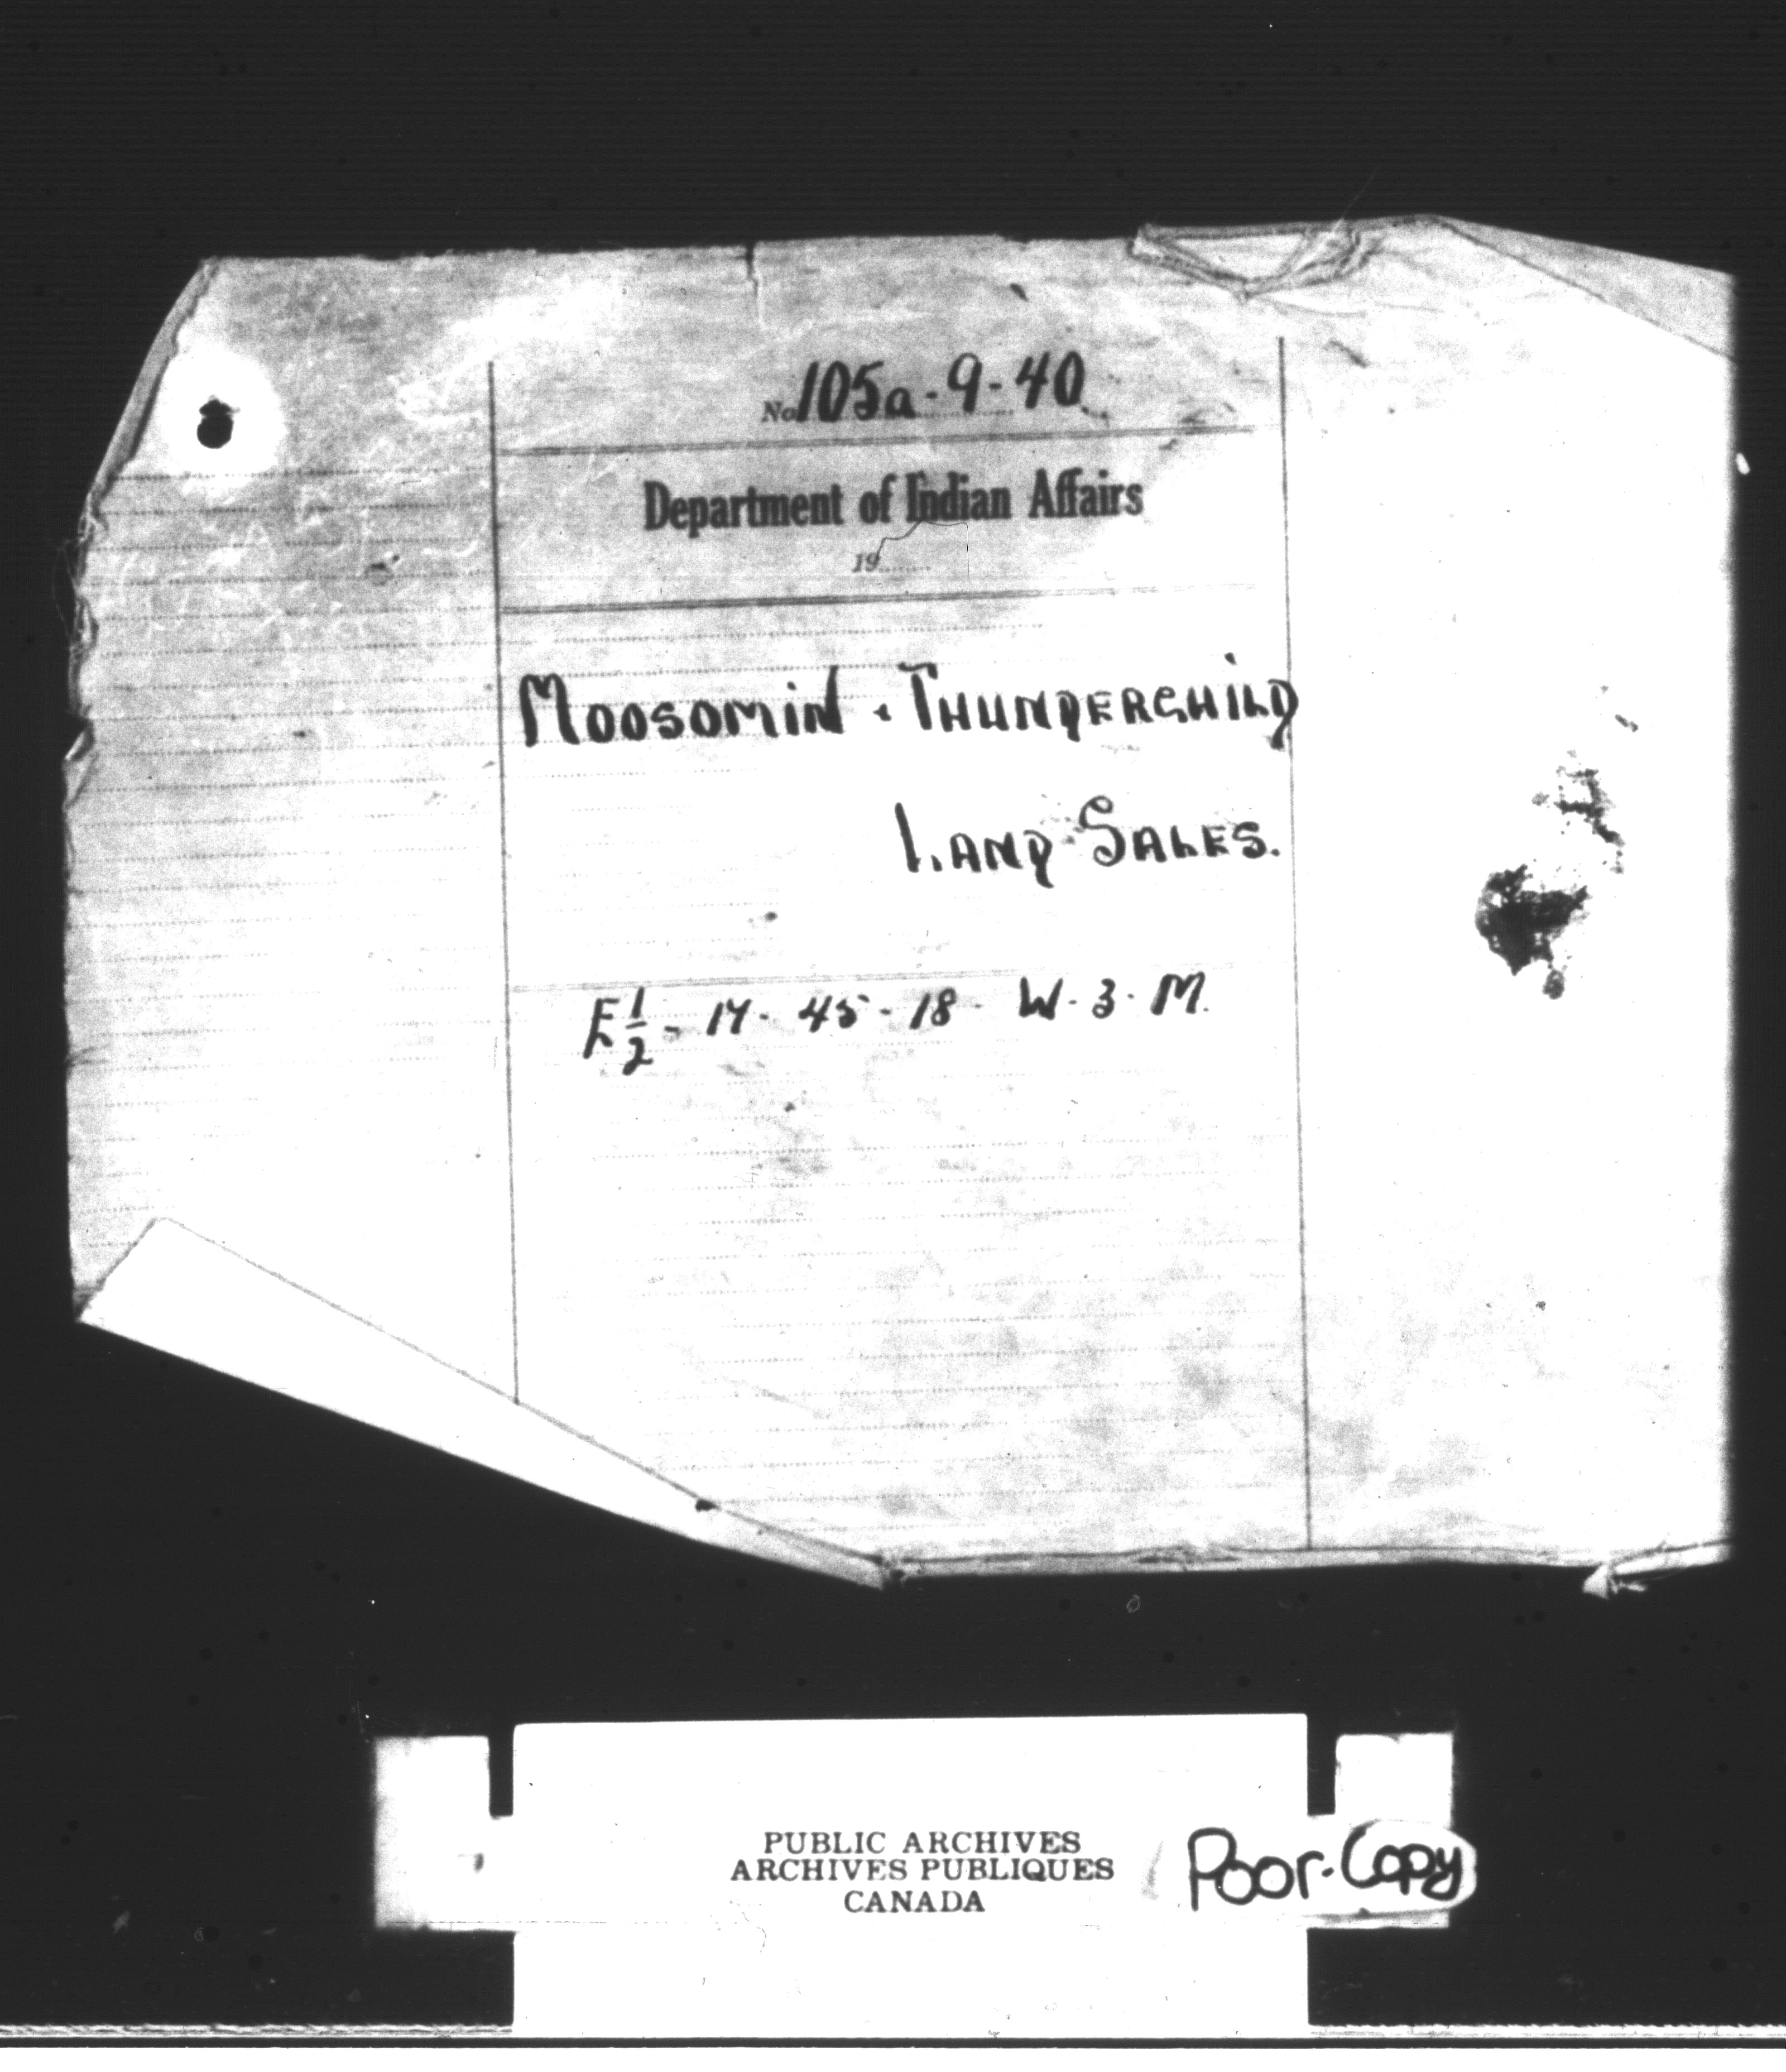 No 105a-9-40
Department of Indian Affairs
19
MOOSOMIN - THUNDERCHILD
LAND SALES.
E½ - 17 - 45 - 18 - W. 3. M.
PUBLIC ARCHIVES
ARCHIVES PUBLIQUES
CANADA
Poor-Copy